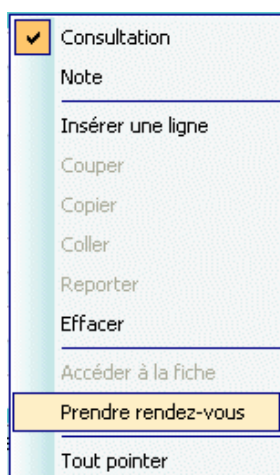 Consultation
Note
Insérer une ligne
Couper
Copier
Coller
Reporter
Effacer
Accéder à la fiche
Prendre rendez-vous
Tout pointer